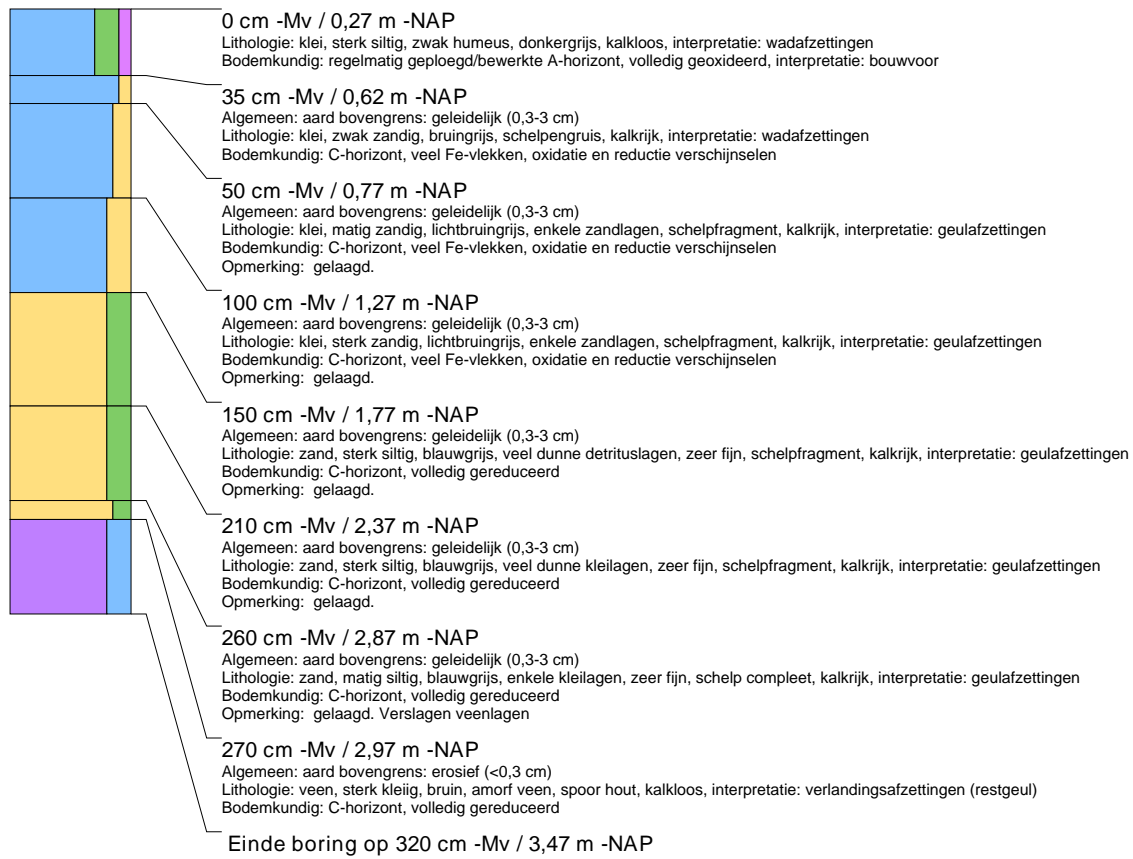 0 cm -Mv / 0,27 m -NAP
Lithologie: klei, sterk siltig, zwak humeus, donkergrijs, kalkloos, interpretatie: wadafzettingen
Bodemkundig: regelmatig geploegd/bewerkte A-horizont, volledig geoxideerd, interpretatie: bouwvoor
35 cm -Mv / 0,62 m -NAP
Algemeen: aard bovengrens: geleidelijk (0,3-3 cm)
Lithologie: klei, zwak zandig, bruingrijs, schelpengruis, kalkrijk, interpretatie: wadafzettingen
Bodemkundig: C-horizont, veel Fe-vlekken, oxidatie en reductie verschijnselen
50 cm -Mv / 0,77 m -NAP
Algemeen: aard bovengrens: geleidelijk (0,3-3 cm)
Lithologie: klei, matig zandig, lichtbruingrijs, enkele zandlagen, schelpfragment, kalkrijk, interpretatie: geulafzettingen
Bodemkundig: C-horizont, veel Fe-vlekken, oxidatie en reductie verschijnselen
Opmerking: gelaagd.
100 cm -Mv / 1,27 m -NAP
Algemeen: aard bovengrens: geleidelijk (0,3-3 cm)
Lithologie: klei, sterk zandig, lichtbruingrijs, enkele zandlagen, schelpfragment, kalkrijk, interpretatie: geulafzettingen
Bodemkundig: C-horizont, veel Fe-vlekken, oxidatie en reductie verschijnselen
Opmerking: gelaagd.
150 cm -Mv / 1,77 m -NAP
Algemeen: aard bovengrens: geleidelijk (0,3-3 cm)
Lithologie: zand, sterk siltig, blauwgrijs, veel dunne detrituslagen, zeer fijn, schelpfragment, kalkrijk, interpretatie: geulafzettingen
Bodemkundig: C-horizont, volledig gereduceerd
Opmerking: gelaagd.
210 cm -Mv / 2,37 m -NAP
Algemeen: aard bovengrens: geleidelijk (0,3-3 cm)
Lithologie: zand, sterk siltig, blauwgrijs, veel dunne kleilagen, zeer fijn, schelpfragment, kalkrijk, interpretatie: geulafzettingen
Bodemkundig: C-horizont, volledig gereduceerd
Opmerking: gelaagd.
260 cm -Mv / 2,87 m -NAP
Algemeen: aard bovengrens: geleidelijk (0,3-3 cm)
Lithologie: zand, matig siltig, blauwgrijs, enkele kleilagen, zeer fijn, schelp compleet, kalkrijk, interpretatie: geulafzettingen
Bodemkundig: C-horizont, volledig gereduceerd
Opmerking: gelaagd. Verslagen veenlagen
270 cm -Mv / 2,97 m -NAP
Algemeen: aard bovengrens: erosief (<0,3 cm)
Lithologie: veen, sterk kleiig, bruin, amorf veen, spoor hout, kalkloos, interpretatie: verlandingsafzettingen (restgeul)
Bodemkundig: C-horizont, volledig gereduceerd
Einde boring op 320 cm -Mv / 3,47 m -NAP